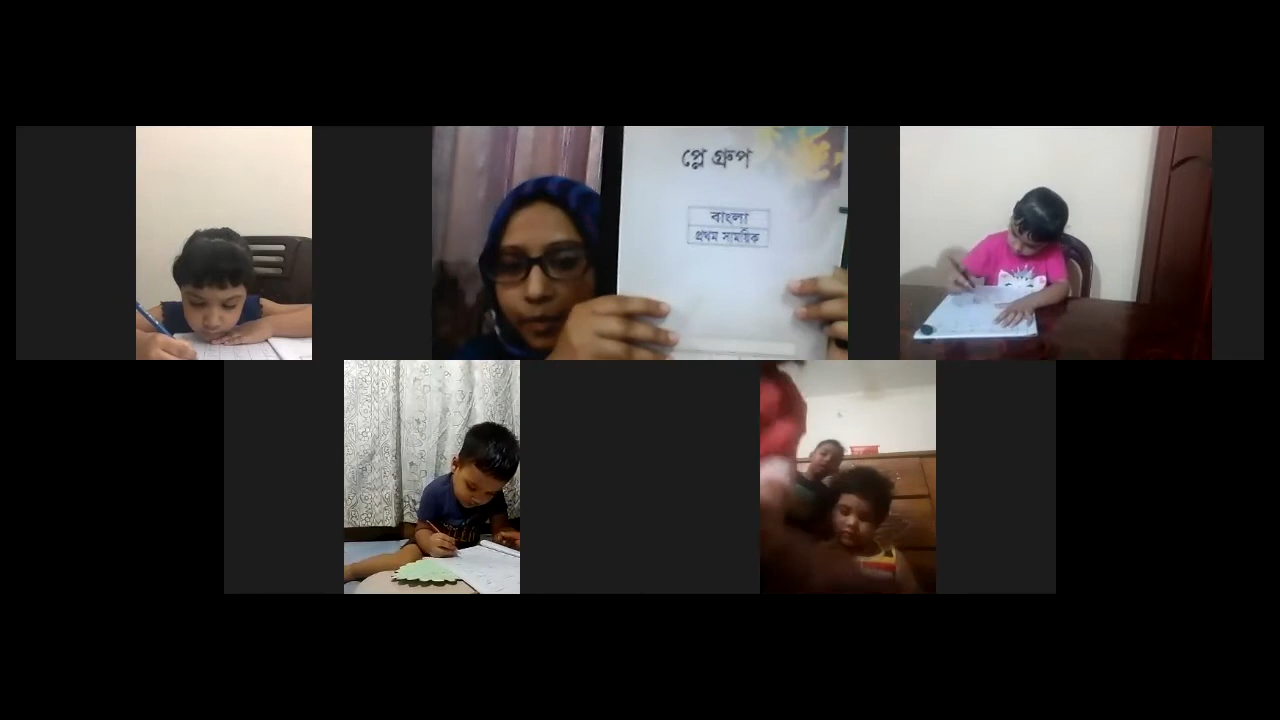 প্লে গ্রুপ
বাংলা
প্রথম সাময়িক